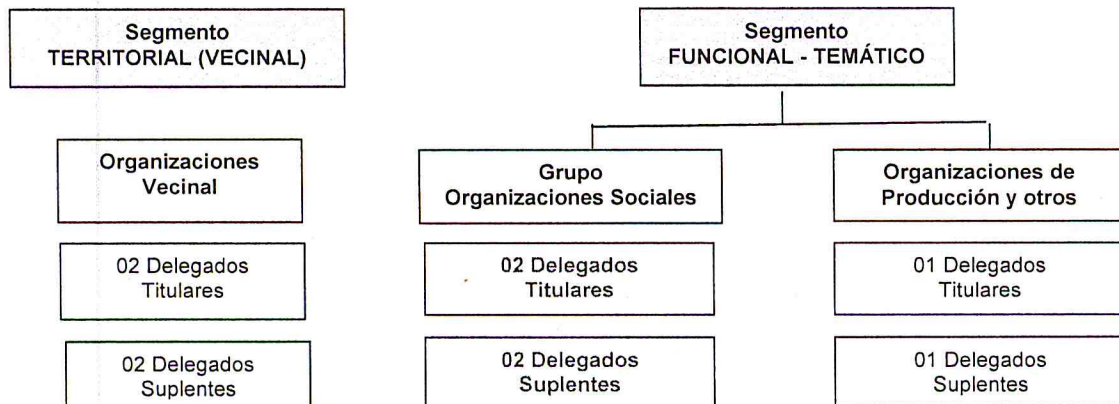 Segmento
TERRITORIAL (VECINAL)
Segmento
FUNCIONAL - TEMÁTICO
Organizaciones
Vecinal
Grupo
Organizaciones Sociales
Organizaciones de
Producción y otros
02 Delegados
Titulares
02 Delegados
Titulares
01 Delegados
Titulares
02 Delegados
Suplentes
02 Delegados
Suplentes
01 Delegados
Suplentes